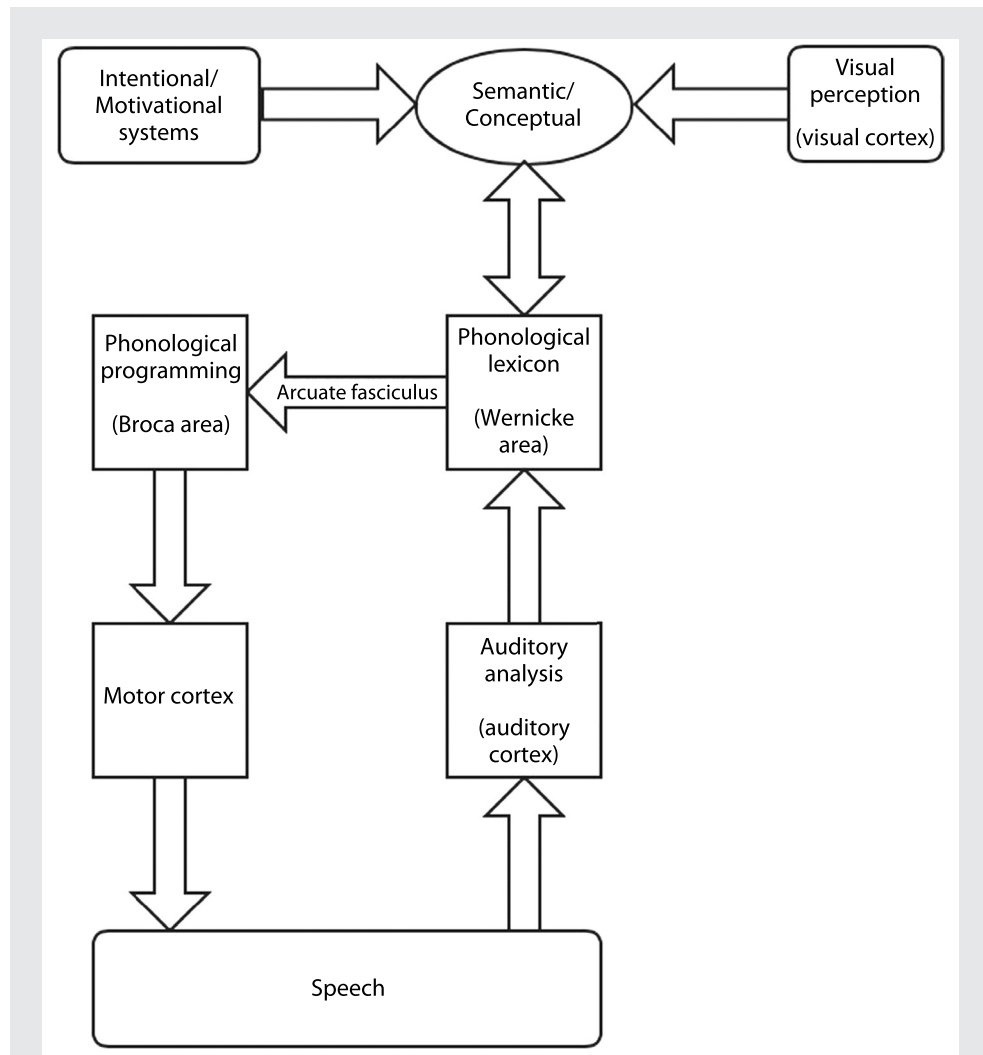 Intentional/
Motivational
systems
Semantic/
Conceptual
Visual
perception
(visual cortex)
Phonological
programming
(Broca area)
Arcuate fasciculus
Phonological
lexicon
(Wernicke
area)
Motor cortex
Auditory
analysis
(auditory
cortex)
Speech